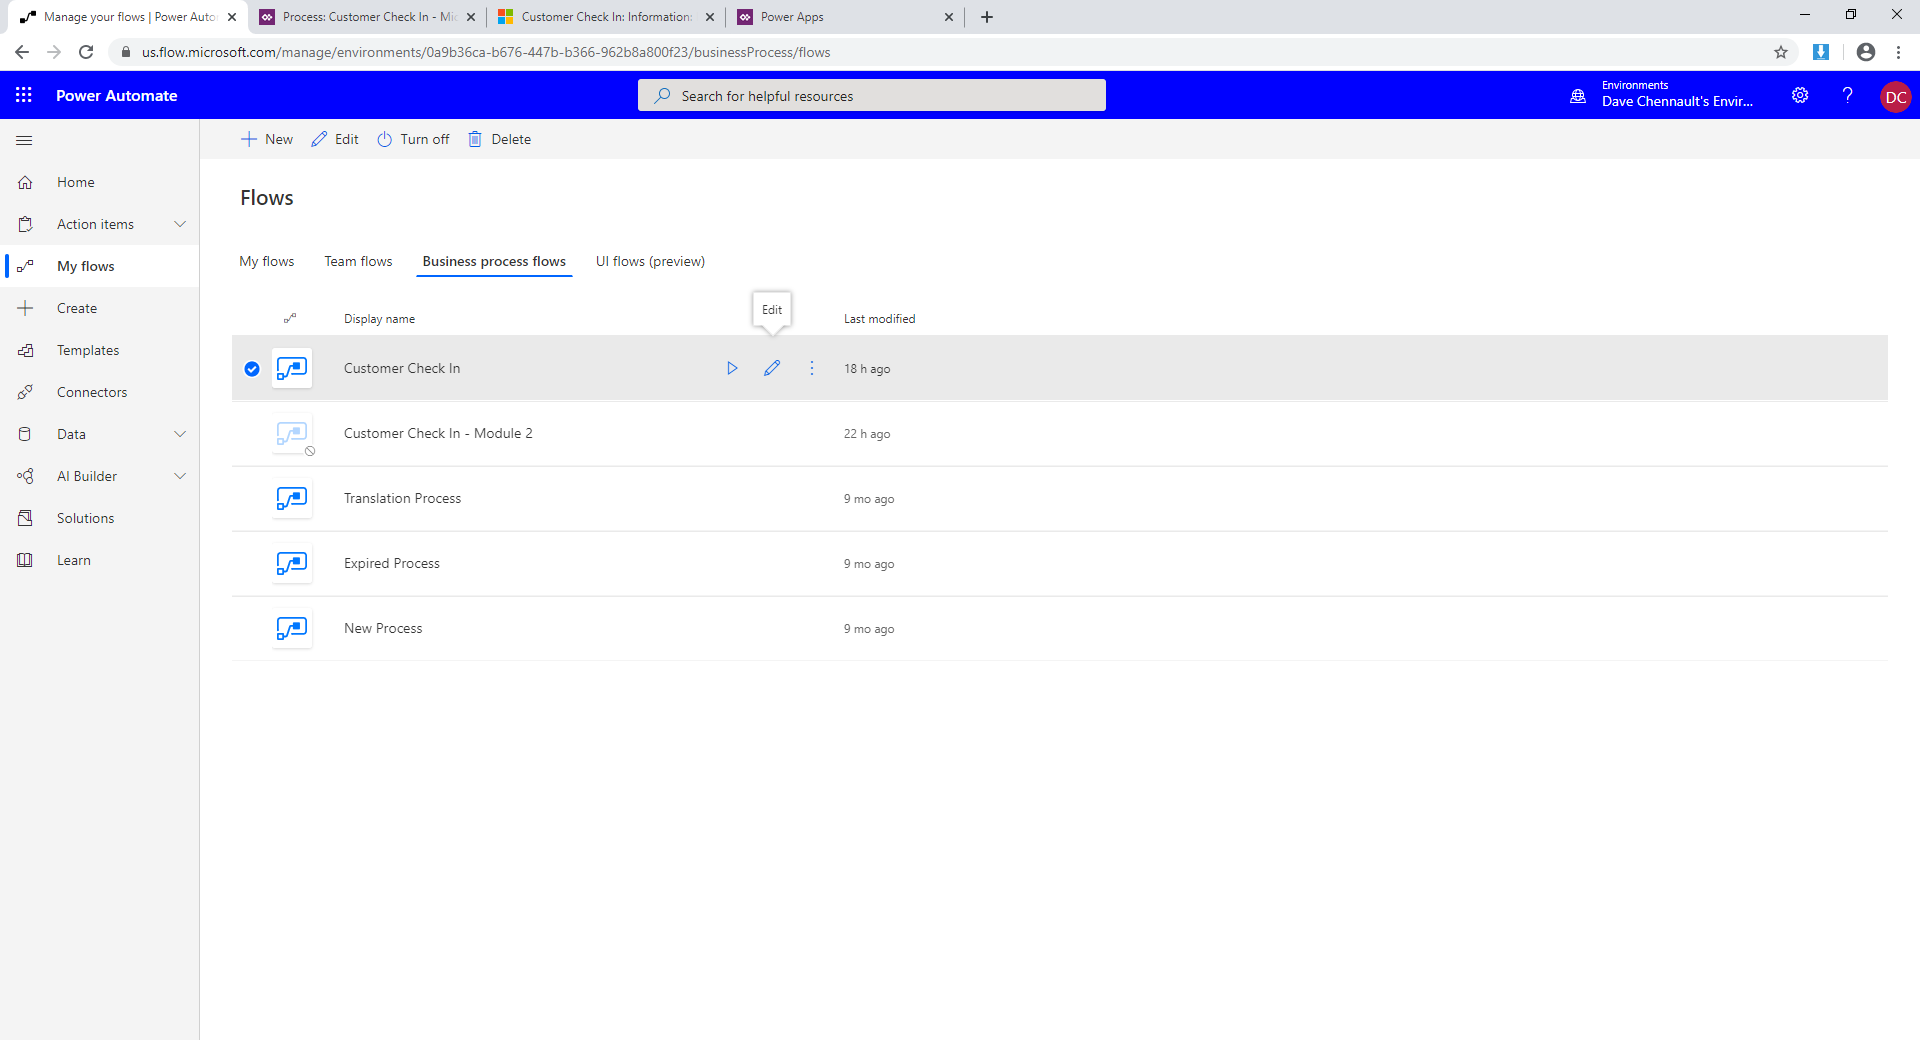 Manage your flows | Power Autor
Process: Customer Check In - Mic
Customer Check In: Information:
Power Apps
us.flow.microsoft.com/manage/environments/0a9b36ca-b676-447b-b366-962b8a800f23/businessProcess/flows
Power Automate
Search for helpful resources
Environments
Dave Chennault's Envir...
?
DC
New
Edit
Turn off
Delete
Home
Action items
My flows
Create
Templates
Connectors
Data
AI Builder
Solutions
Learn
Flows
My flows
Team flows
Business process flows
UI flows (preview)
Edit
Display name
Last modified
Customer Check In
18 h ago
Customer Check In - Module 2
22 h ago
Translation Process
9 mo ago
Expired Process
9 mo ago
New Process
9 mo ago